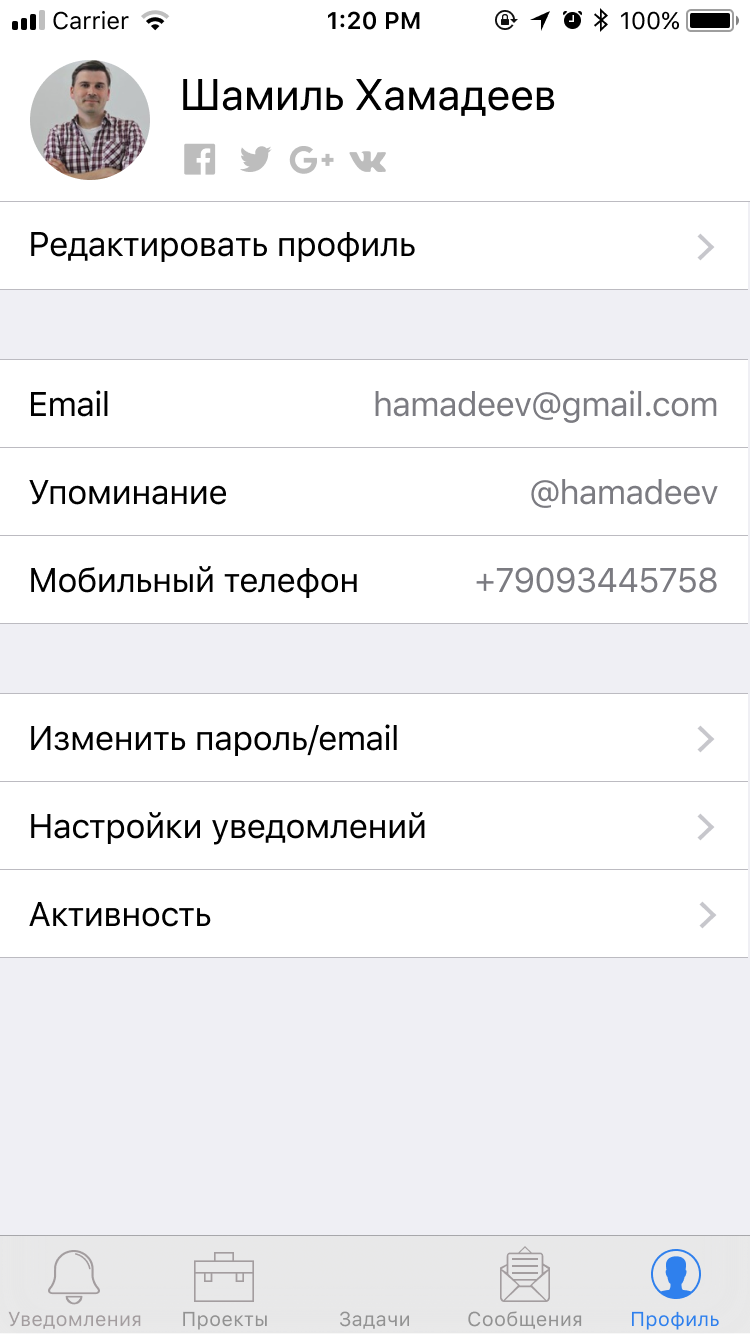 Carrier 1:20 PM 100%
Шамиль Хамадеев
Редактировать профиль
Email hamadeev@gmail.com
Упоминание @hamadeev
Мобильный телефон +79093445758
Изменить пароль/email
Настройки уведомлений
Активность
Уведомления Проекты Задачи Сообщения Профиль